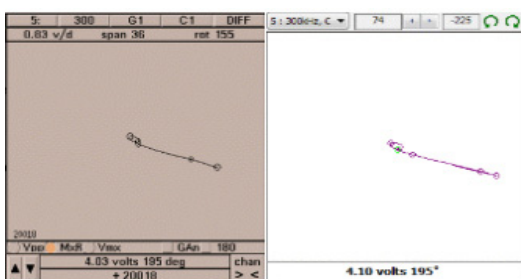 5: 300 G1 C1 DIFF
0.83 v/d span 36 rot 155
20018
Vpp MxR Vmx GAn 180
4.03 volts 195 deg chan
+ 20018 > <
S : 300kHz, C 74 -225
4.10 volts 195°